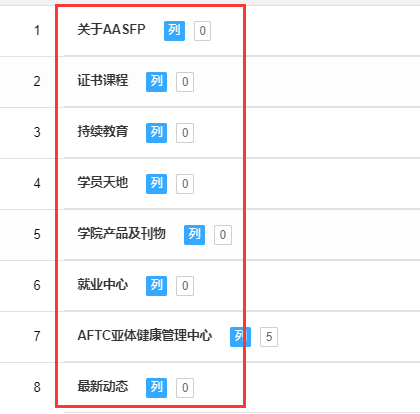 1 关于AASFP 列 0
2 证书课程 列 0
3 持续教育 列 0
4 学员天地 列 0
5 学院产品及刊物 列 0
6 就业中心 列 0
7 AFTC亚体健康管理中心 列 5
8 最新动态 列 0